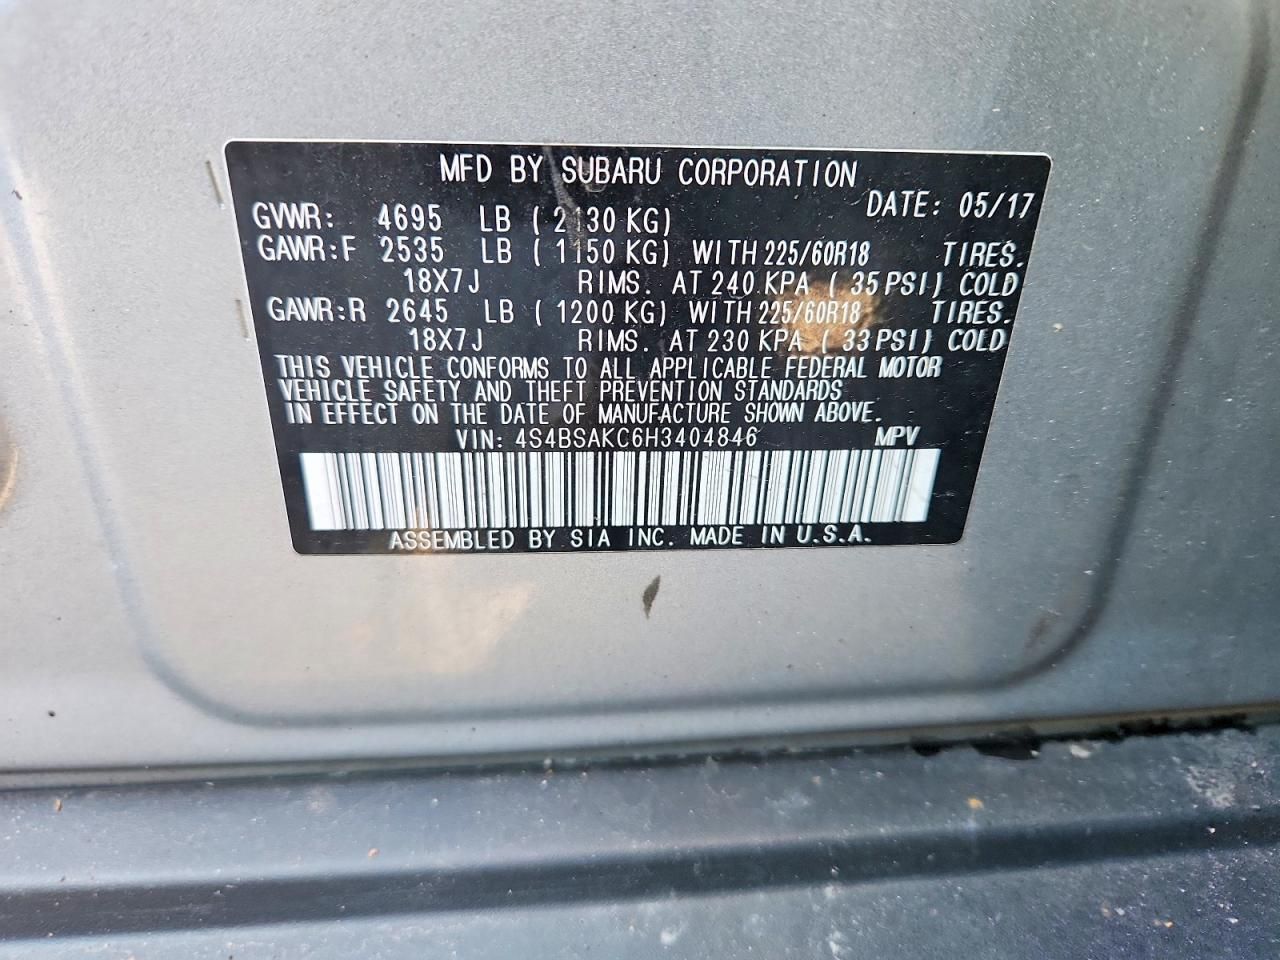 MFD BY SUBARU CORPORATION
DATE: 05/17
GVWR: 4695 LB ( 2130 KG)
GAWR:F 2535 LB ( 1150 KG) WITH 225/60R18 TIRES.
18X7J RIMS. AT 240 KPA ( 35 PSI) COLD
GAWR:R 2645 LB ( 1200 KG) WITH 225/60R18 TIRES.
18X7J RIMS. AT 230 KPA ( 33 PSI) COLD
THIS VEHICLE CONFORMS TO ALL APPLICABLE FEDERAL MOTOR
VEHICLE SAFETY AND THEFT PREVENTION STANDARDS
IN EFFECT ON THE DATE OF MANUFACTURE SHOWN ABOVE.
VIN: 4S4BSAKC6H3404846 MPV
ASSEMBLED BY SIA INC. MADE IN U.S.A.